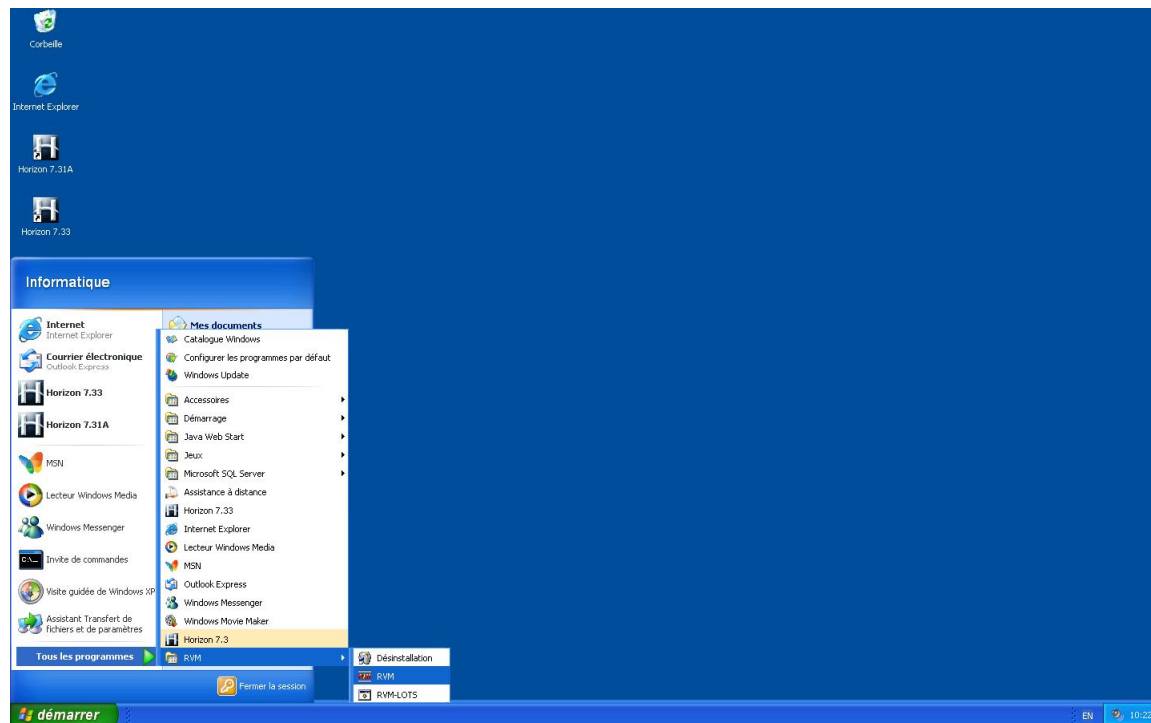 Corbeille
Internet Explorer
Horizon 7.31A
Horizon 7.33
Informatique
Internet
Internet Explorer
Courrier électronique
Outlook Express
Horizon 7.33
Horizon 7.31A
MSN
Lecteur Windows Media
Windows Messenger
Invite de commandes
Visite guidée de Windows XP
Assistant Transfert de
fichiers et de paramètres
Tous les programmes
Mes documents
Catalogue Windows
Configurer les programmes par défaut
Windows Update
Accessoires
Démarrage
Java Web Start
Jeux
Microsoft SQL Server
Assistance à distance
Horizon 7.33
Internet Explorer
Lecteur Windows Media
MSN
Outlook Express
Windows Messenger
Windows Movie Maker
Horizon 7.3
RVM
Désinstallation
RVM
RVM-LOTS
Fermer la session
démarrer
EN
10:22